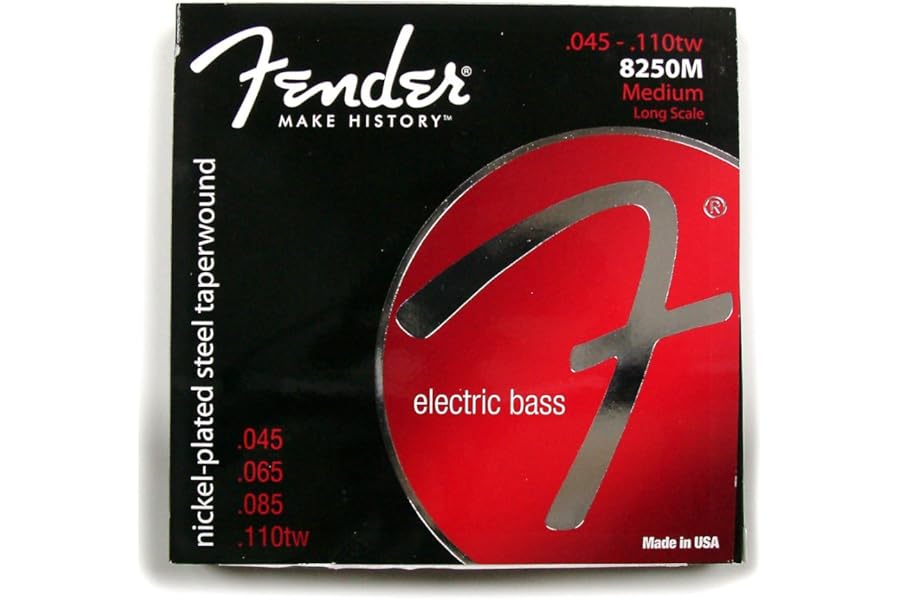 Fender®
MAKE HISTORY™
.045 - .110tw
8250M
Medium
Long Scale
nickel-plated steel taperwound
®
electric bass
.045
.065
.085
.110tw
Made in USA